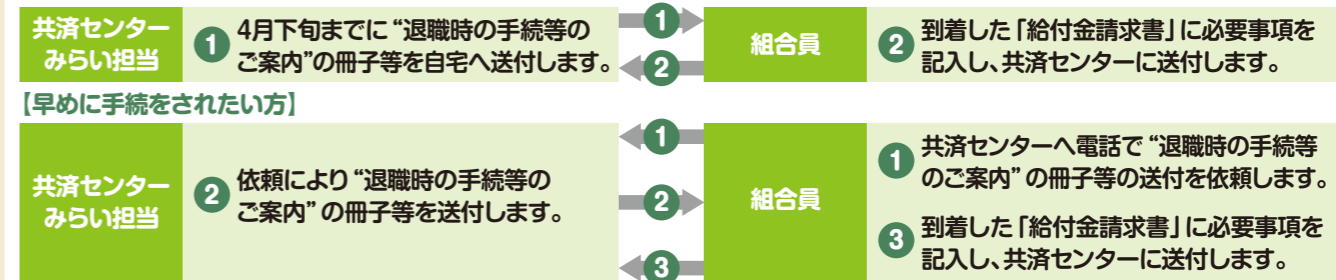 共済センター
みらい担当
1 4月下旬までに“退職時の手続等の
ご案内”の冊子等を自宅へ送付します。
1
2
組合員
2 到着した「給付金請求書」に必要事項を
記入し、共済センターに送付します。
【早めに手続をされたい方】
共済センター
みらい担当
2 依頼により“退職時の手続等の
ご案内”の冊子等を送付します。
1
2
3
組合員
1 共済センターへ電話で“退職時の手続等
のご案内”の冊子等の送付を依頼します。
3 到着した「給付金請求書」に必要事項を
記入し、共済センターに送付します。